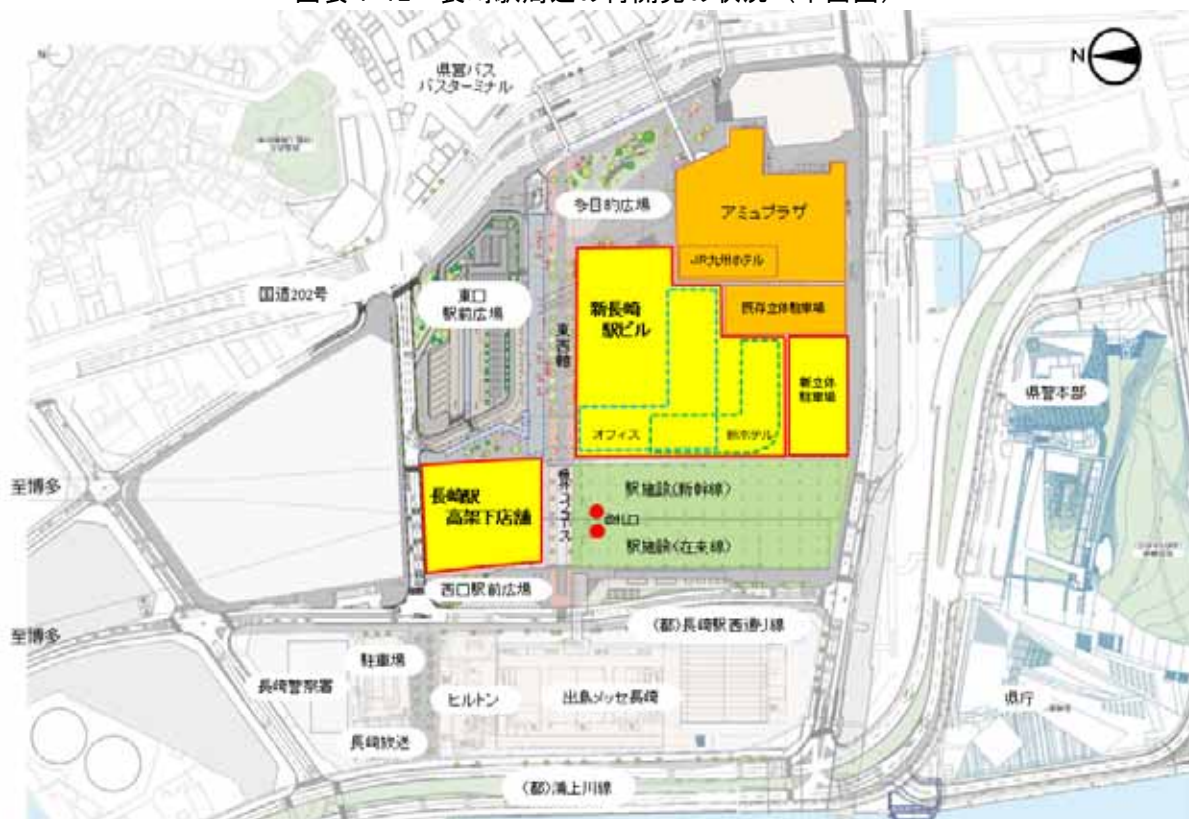 N
県営バス
バスターミナル
N
アミュプラザ
JR九州ホテル
多目的広場
国道202号
東口
駅前広場
東西軸
新長崎
駅ビル
既存立体駐車場
新立体
駐車場
オフィス
新ホテル
県警本部
至博多
長崎駅
高架下店舗
駅施設(新幹線)
改札口
駅施設(在来線)
西口駅前広場
至博多
(都)長崎駅西通り線
駐車場
長崎警察署
ヒルトン
出島メッセ長崎
県庁
長崎放送
(都)浦上川線